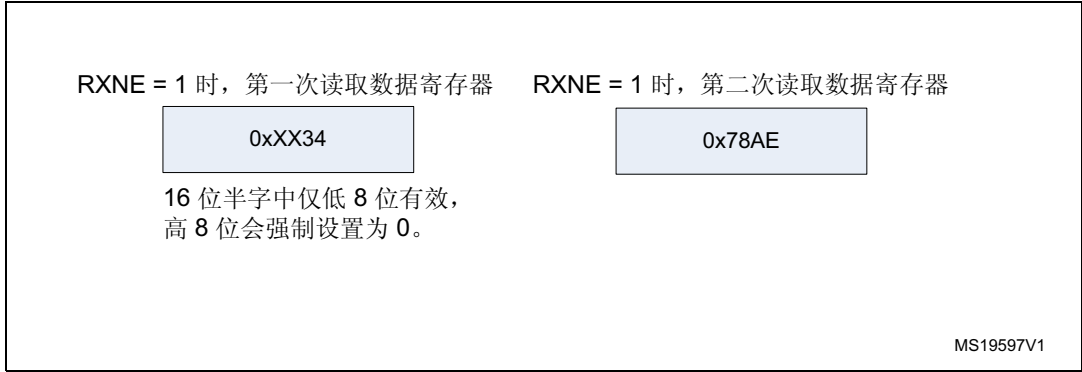 RXNE = 1 时，第一次读取数据寄存器
RXNE = 1 时，第二次读取数据寄存器
0xXX34
0x78AE
16 位半字中仅低 8 位有效，
高 8 位会强制设置为 0。
MS19597V1